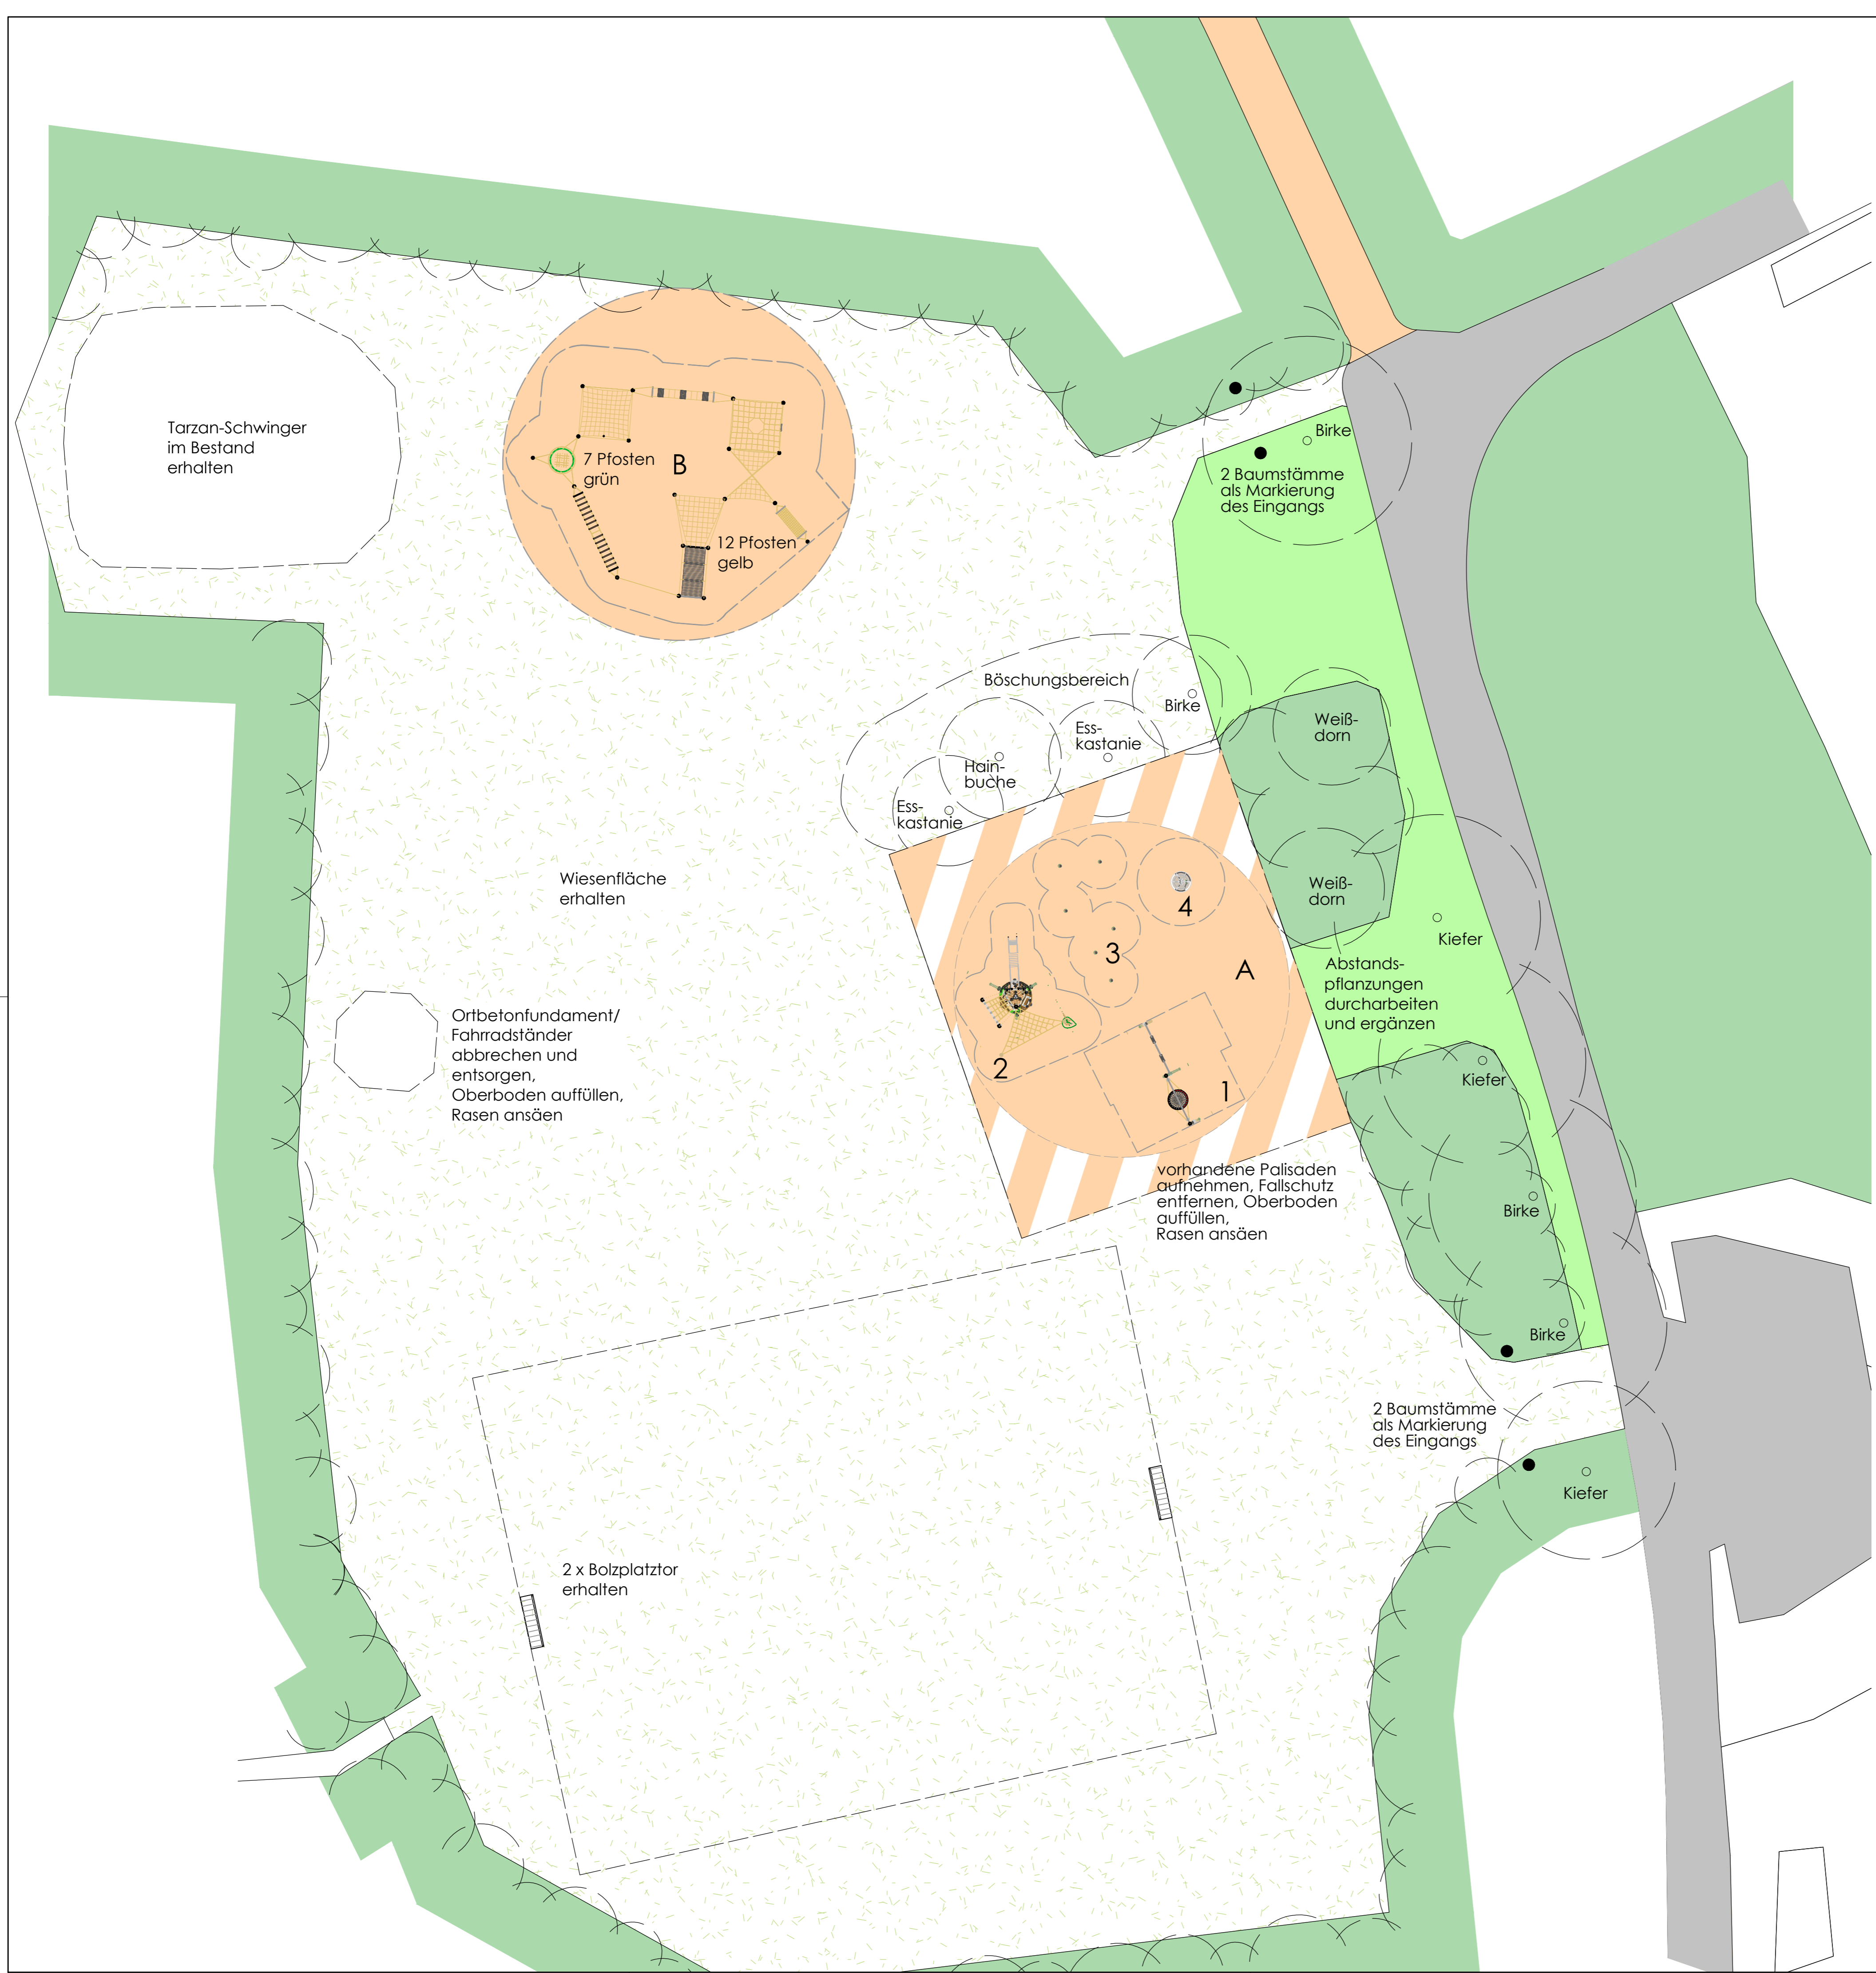 Birke
2 Baumstämme
als Markierung
des Eingangs
Tarzan-Schwinger
im Bestand
erhalten
7 Pfosten
grün
B
12 Pfosten
gelb
Böschungsbereich
Birke
Ess-
kastanie
Hain-
buche
Ess-
kastanie
Weiß-
dorn
Weiß-
dorn
Wiesenfläche
erhalten
4
3
A
2
1
Kiefer
Abstands-
pflanzungen
durcharbeiten
und ergänzen
Kiefer
Ortbetonfundament/
Fahrradständer
abbrechen und
entsorgen,
Oberboden auffüllen,
Rasen ansäen
vorhandene Palisaden
aufnehmen, Fallschutz
entfernen, Oberboden
auffüllen,
Rasen ansäen
Birke
Birke
2 Baumstämme
als Markierung
des Eingangs
Kiefer
2 x Bolzplatztor
erhalten